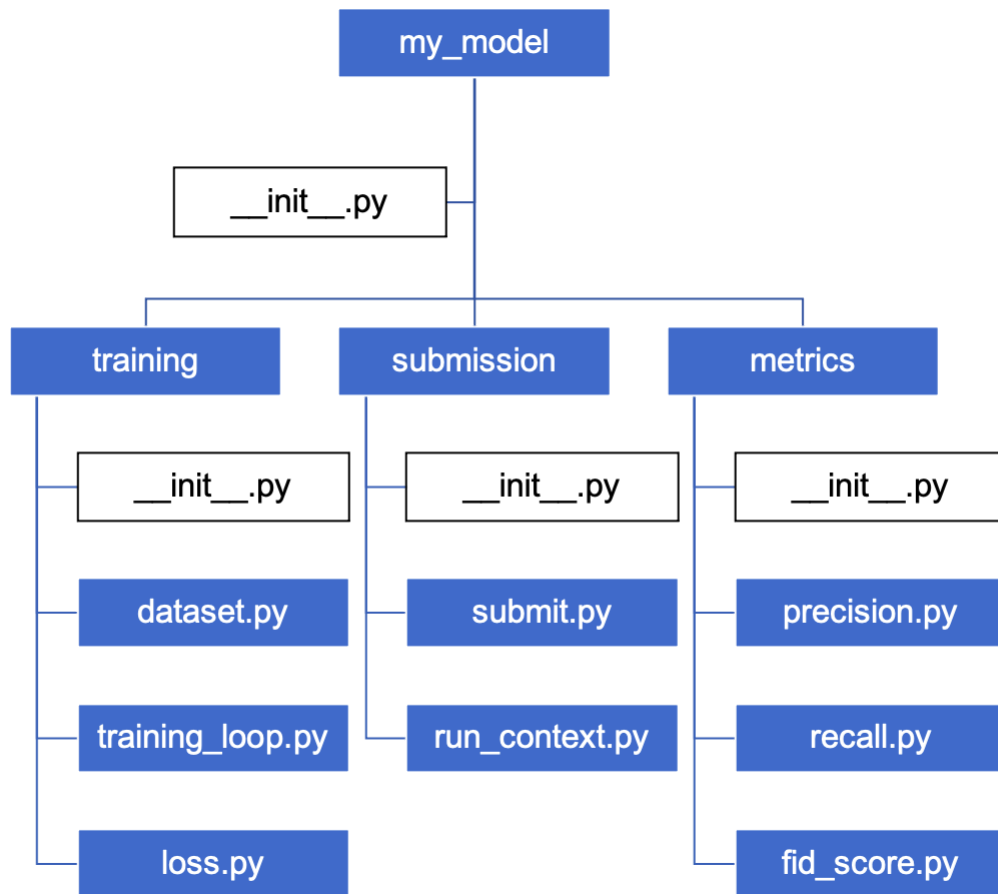 my_model
__init__.py
training
submission
metrics
__init__.py
__init__.py
__init__.py
dataset.py
submit.py
precision.py
training_loop.py
run_context.py
recall.py
loss.py
fid_score.py